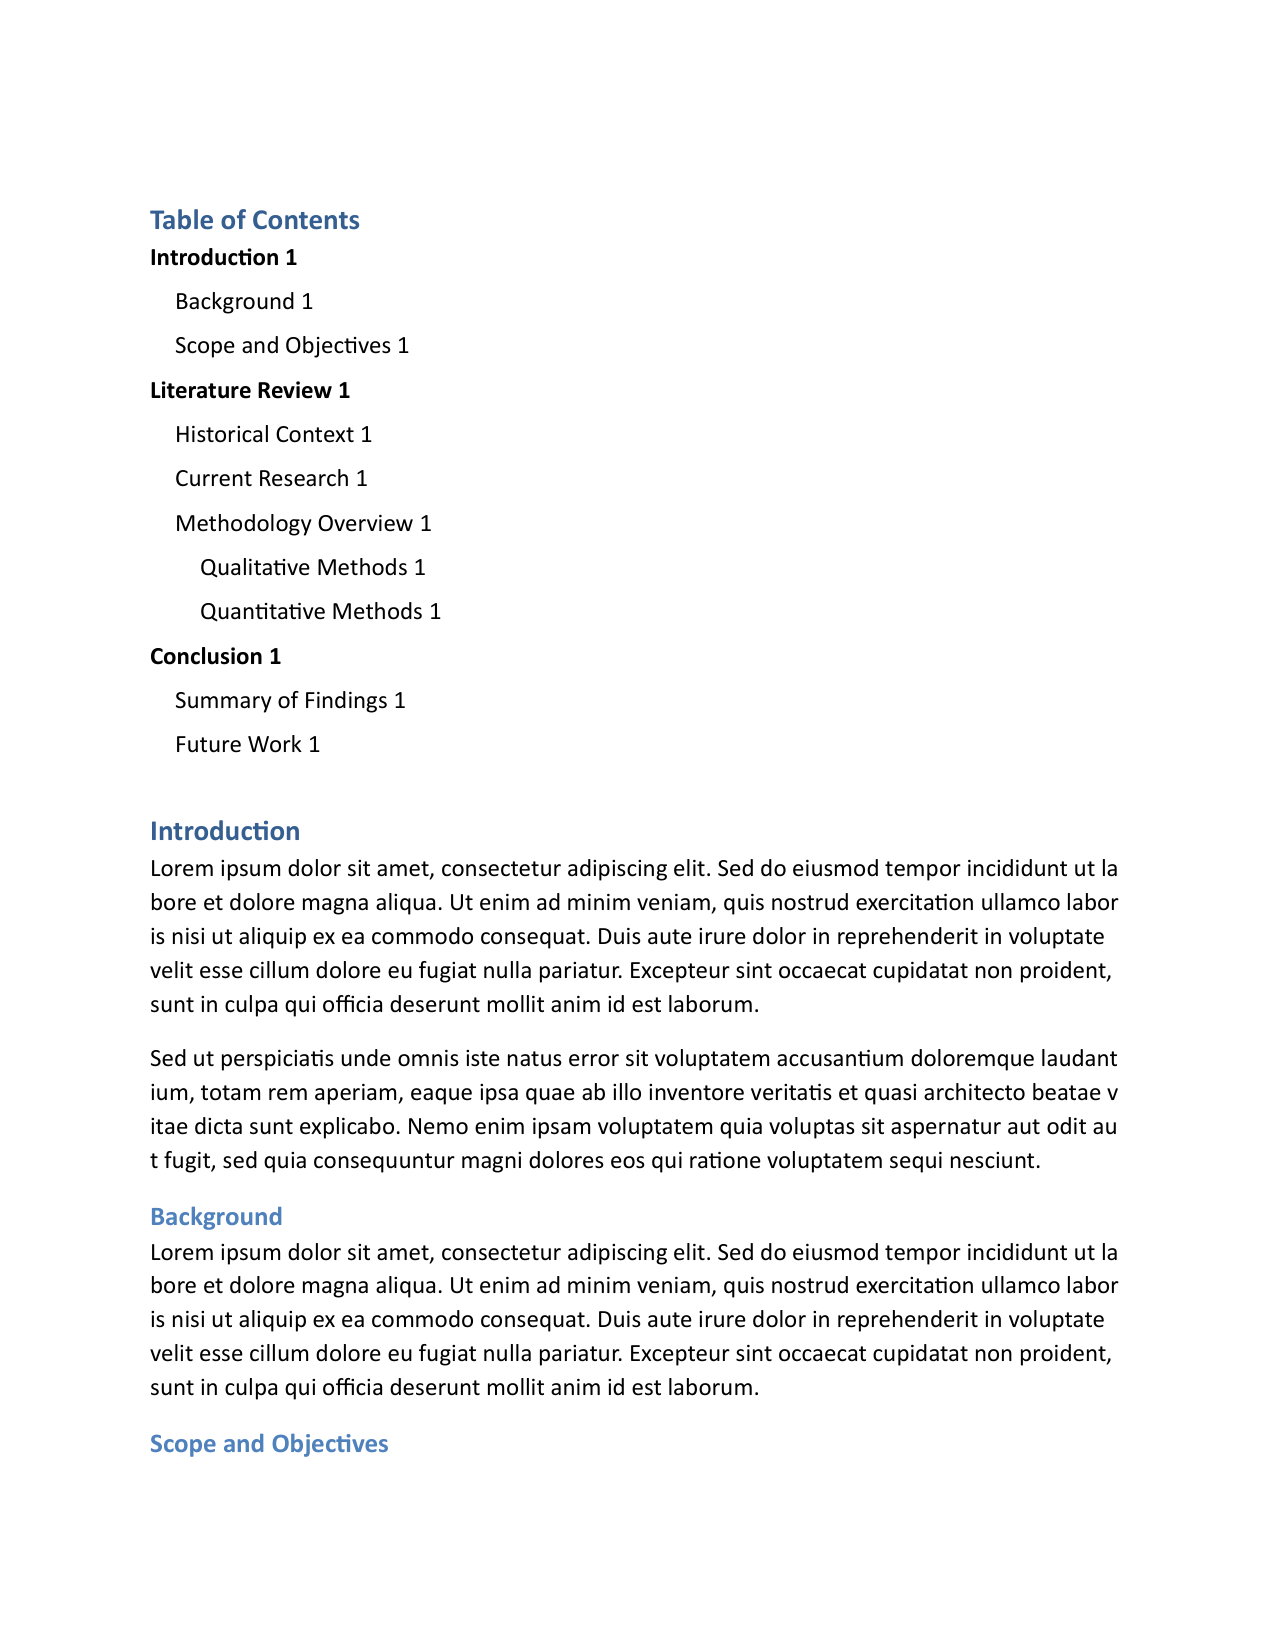 Table of Contents
Introduction 1
Background 1
Scope and Objectives 1
Literature Review 1
Historical Context 1
Current Research 1
Methodology Overview 1
Qualitative Methods 1
Quantitative Methods 1
Conclusion 1
Summary of Findings 1
Future Work 1
Introduction
Lorem ipsum dolor sit amet, consectetur adipiscing elit. Sed do eiusmod tempor incididunt ut la
bore et dolore magna aliqua. Ut enim ad minim veniam, quis nostrud exercitation ullamco labor
is nisi ut aliquip ex ea commodo consequat. Duis aute irure dolor in reprehenderit in voluptate
velit esse cillum dolore eu fugiat nulla pariatur. Excepteur sint occaecat cupidatat non proident,
sunt in culpa qui officia deserunt mollit anim id est laborum.
Sed ut perspiciatis unde omnis iste natus error sit voluptatem accusantium doloremque laudant
ium, totam rem aperiam, eaque ipsa quae ab illo inventore veritatis et quasi architecto beatae v
itae dicta sunt explicabo. Nemo enim ipsam voluptatem quia voluptas sit aspernatur aut odit au
t fugit, sed quia consequuntur magni dolores eos qui ratione voluptatem sequi nesciunt.
Background
Lorem ipsum dolor sit amet, consectetur adipiscing elit. Sed do eiusmod tempor incididunt ut la
bore et dolore magna aliqua. Ut enim ad minim veniam, quis nostrud exercitation ullamco labor
is nisi ut aliquip ex ea commodo consequat. Duis aute irure dolor in reprehenderit in voluptate
velit esse cillum dolore eu fugiat nulla pariatur. Excepteur sint occaecat cupidatat non proident,
sunt in culpa qui officia deserunt mollit anim id est laborum.
Scope and Objectives